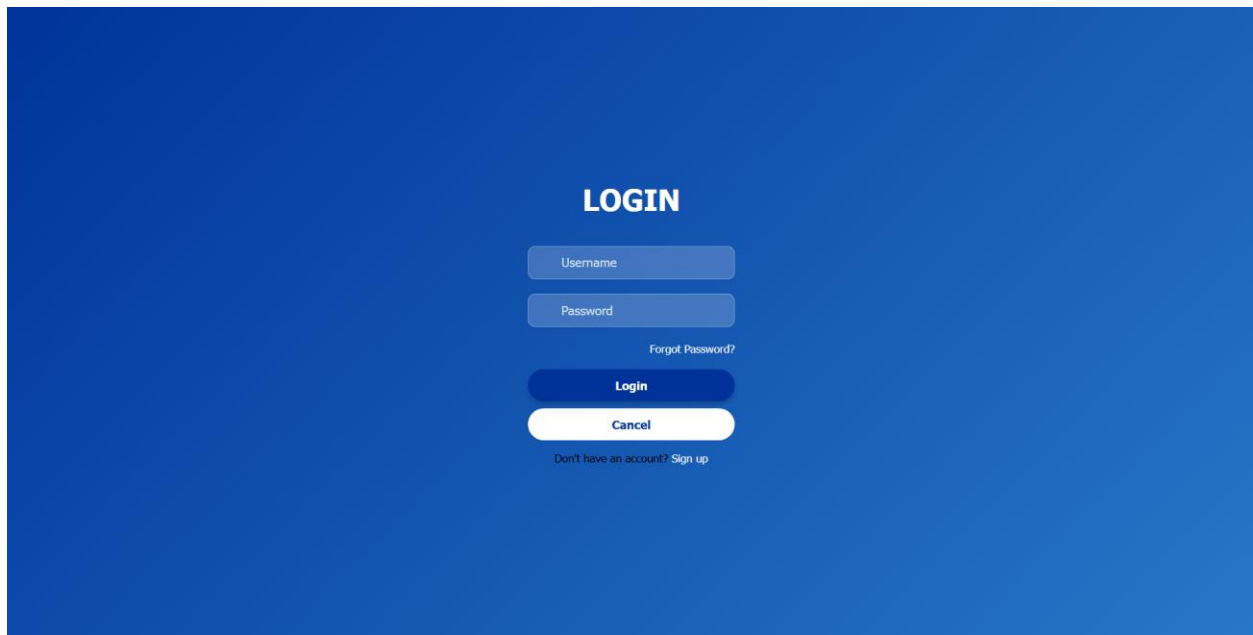 LOGIN
Username
Password
Forgot Password?
Login
Cancel
Don't have an account? Sign up